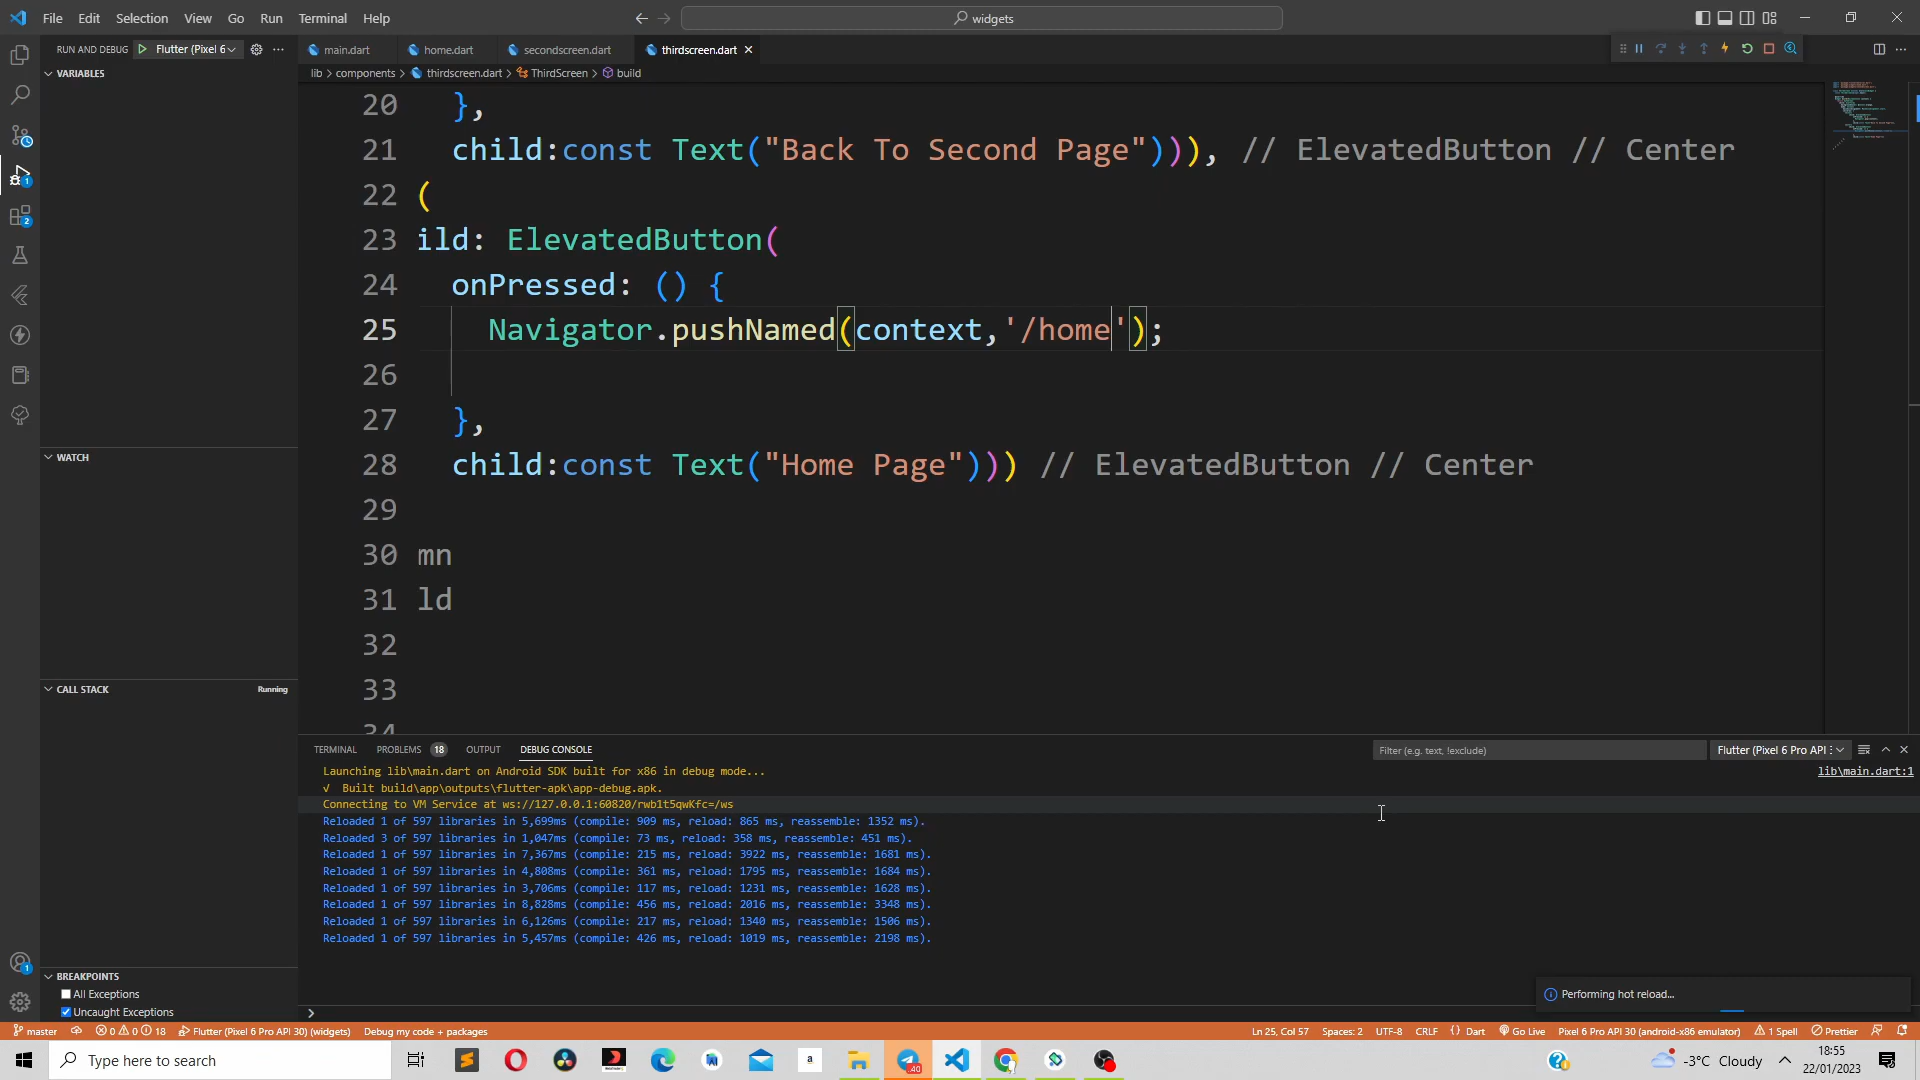 File Edit Selection View Go Run Terminal Help
widgets
RUN AND DEBUG Flutter (Pixel 6
main.dart home.dart secondscreen.dart thirdscreen.dart
lib > components > thirdscreen.dart > ThirdScreen > build
VARIABLES
20 },
21 child:const Text("Back To Second Page"))), // ElevatedButton // Center
22 (
23 ild: ElevatedButton(
24 onPressed: () {
25 Navigator.pushNamed(context,'/home');
26
27 },
28 child:const Text("Home Page"))) // ElevatedButton // Center
29
30 mn
31 ld
32
33
34
WATCH
CALL STACK Running
BREAKPOINTS
All Exceptions
Uncaught Exceptions
TERMINAL PROBLEMS 18 OUTPUT DEBUG CONSOLE
Filter (e.g. text, !exclude)
Flutter (Pixel 6 Pro API :
Launching lib\main.dart on Android SDK built for x86 in debug mode...
lib\main.dart:1
√ Built build\app\outputs\flutter-apk\app-debug.apk.
Connecting to VM Service at ws://127.0.0.1:60820/rwb1t5qwKfc=/ws
Reloaded 1 of 597 libraries in 5,699ms (compile: 909 ms, reload: 865 ms, reassemble: 1352 ms).
Reloaded 3 of 597 libraries in 1,047ms (compile: 73 ms, reload: 358 ms, reassemble: 451 ms).
Reloaded 1 of 597 libraries in 7,367ms (compile: 215 ms, reload: 3922 ms, reassemble: 1681 ms).
Reloaded 1 of 597 libraries in 4,808ms (compile: 361 ms, reload: 1795 ms, reassemble: 1684 ms).
Reloaded 1 of 597 libraries in 3,706ms (compile: 117 ms, reload: 1231 ms, reassemble: 1628 ms).
Reloaded 1 of 597 libraries in 8,828ms (compile: 456 ms, reload: 2016 ms, reassemble: 3348 ms).
Reloaded 1 of 597 libraries in 6,126ms (compile: 217 ms, reload: 1340 ms, reassemble: 1506 ms).
Reloaded 1 of 597 libraries in 5,457ms (compile: 426 ms, reload: 1019 ms, reassemble: 2198 ms).
Performing hot reload...
master 0 0 18 Flutter (Pixel 6 Pro API 30) (widgets) Debug my code + packages
Ln 25, Col 57 Spaces: 2 UTF-8 CRLF {} Dart Go Live Pixel 6 Pro API 30 (android-x86 emulator) 1 Spell Prettier
Type here to search
-3°C Cloudy
18:55
22/01/2023